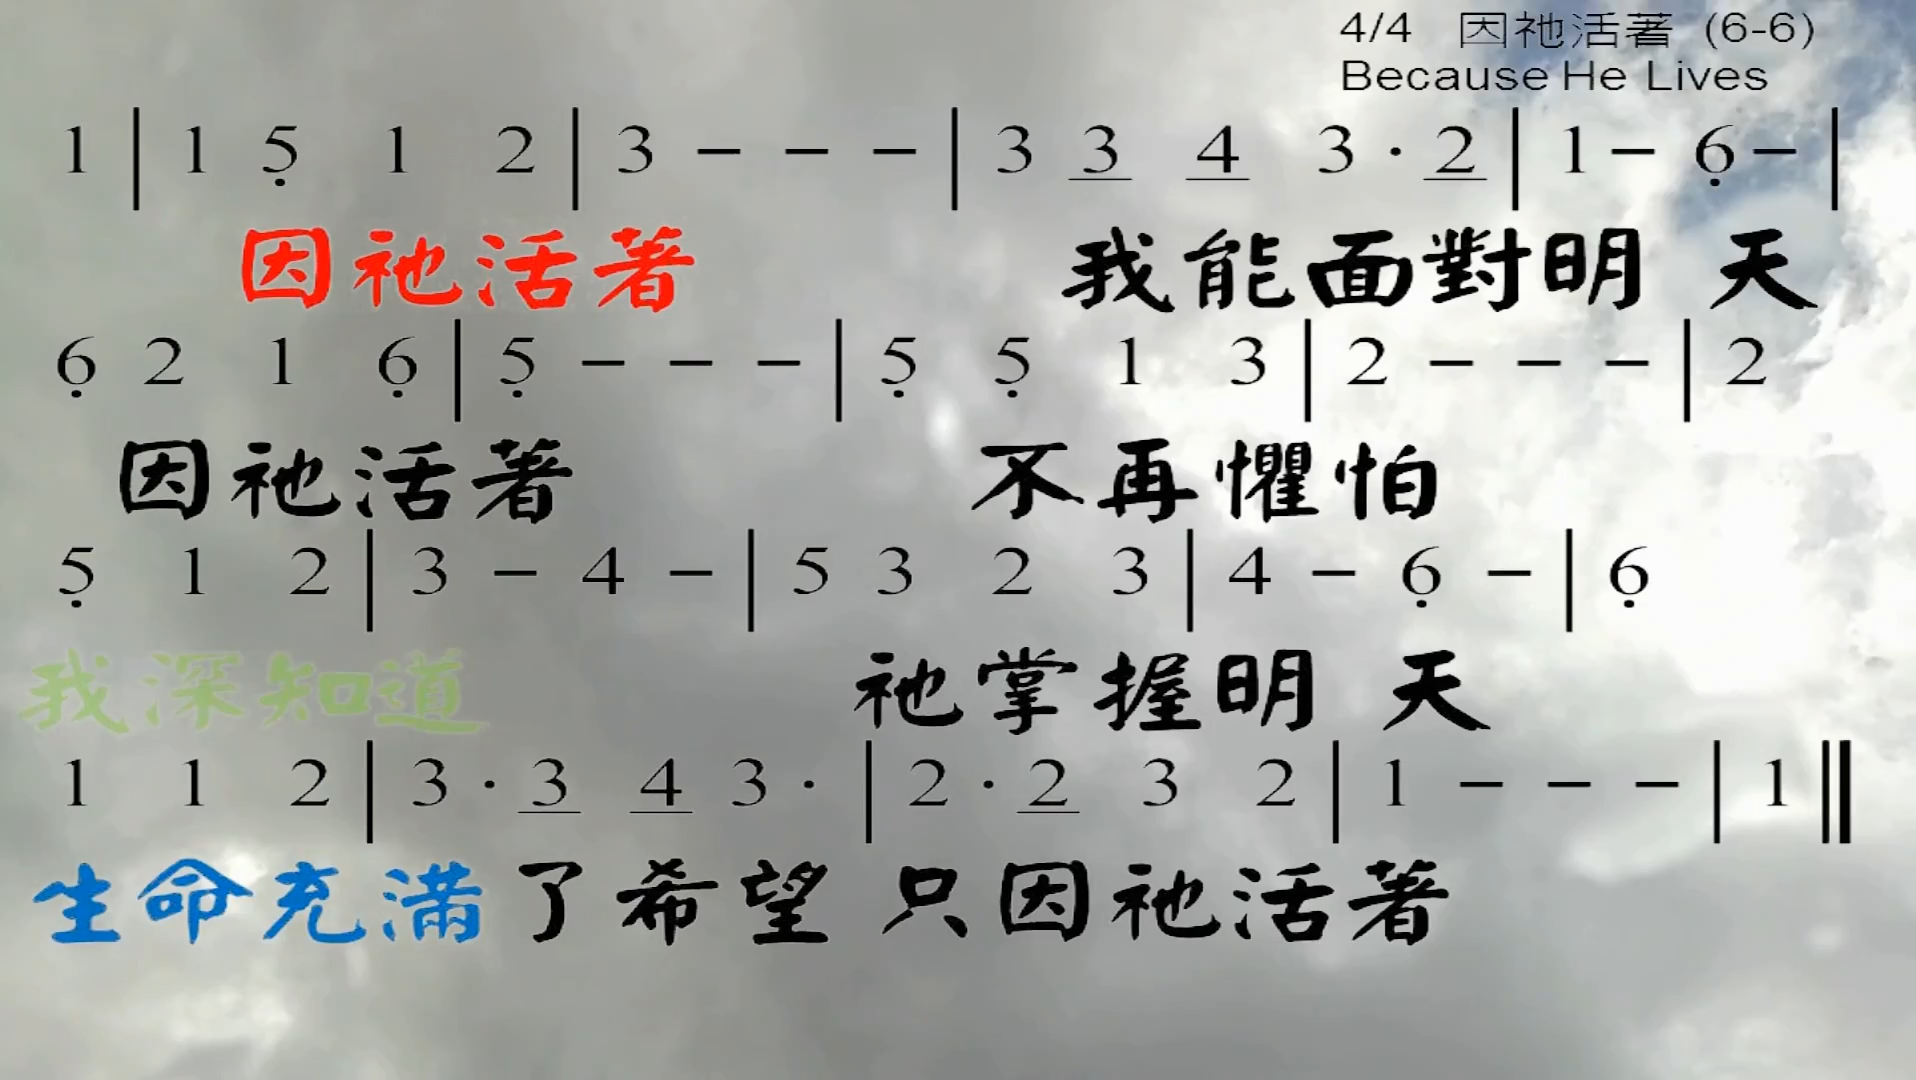 4/4 因祂活著 (6-6)
Because He Lives
1 | 1 5̣ 1 2 | 3 - - - | 3 3̲ 4̲ 3 · 2̲ | 1 - 6̣ - |
因祂活著 我能面對明 天
6̣ 2 1 6̣ | 5̣ - - - | 5̣ 5̣ 1 3 | 2 - - - | 2
因祂活著 不再懼怕
5̣ 1 2 | 3 - 4 - | 5 3 2 3 | 4 - 6̣ - | 6̣
我深知道 祂掌握明 天
1 1 2 | 3 · 3̲ 4̲ 3 · | 2 · 2̲ 3 2 | 1 - - - | 1 ‖
生命充滿了希望 只因祂活著